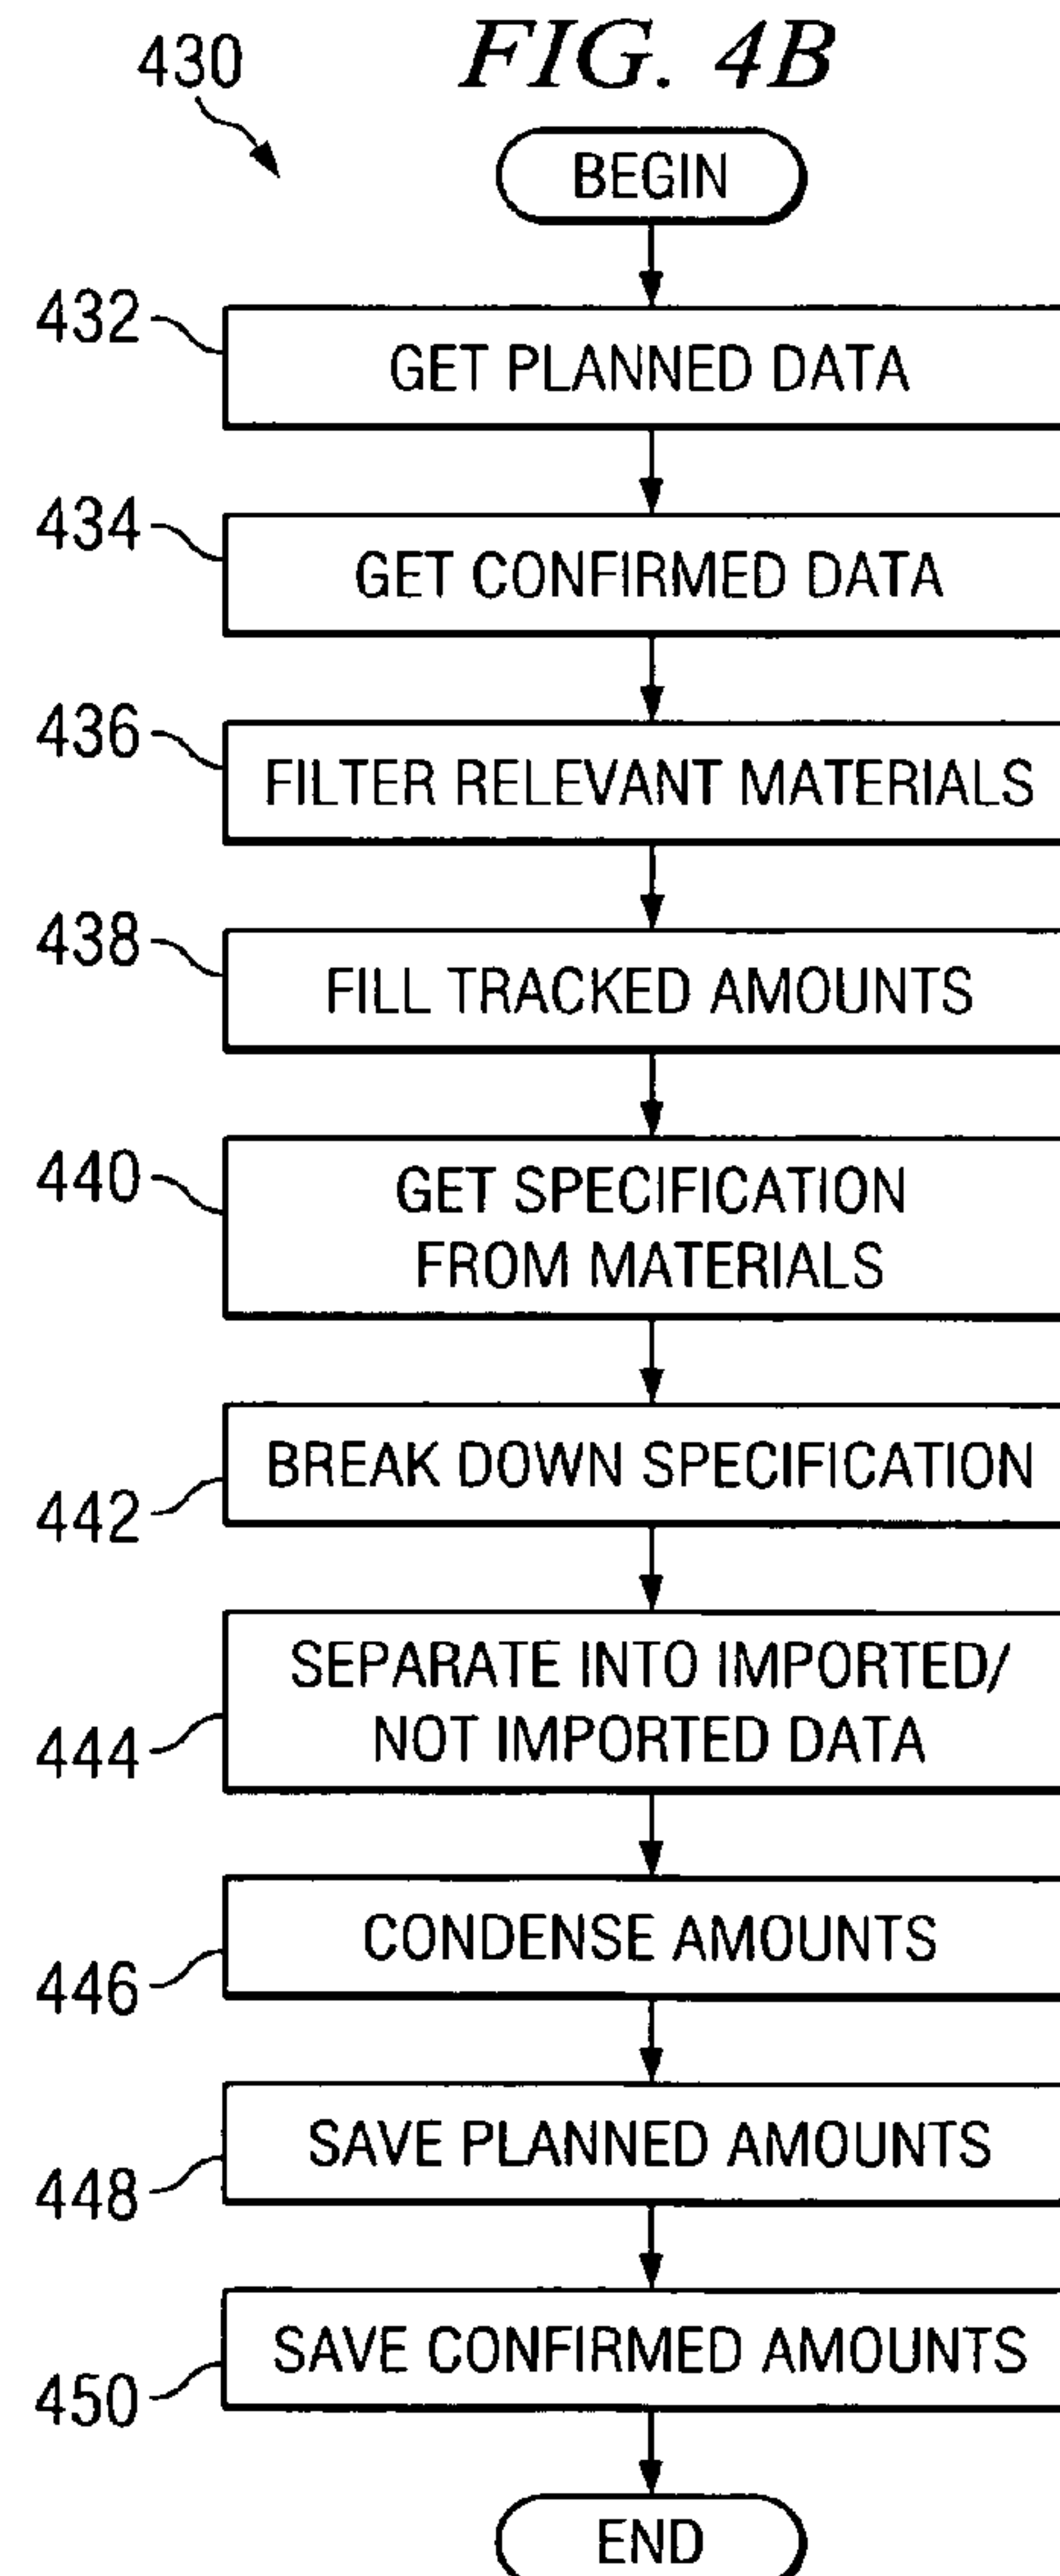 430
FIG. 4B
BEGIN
432
GET PLANNED DATA
434
GET CONFIRMED DATA
436
FILTER RELEVANT MATERIALS
438
FILL TRACKED AMOUNTS
440
GET SPECIFICATION
FROM MATERIALS
442
BREAK DOWN SPECIFICATION
444
SEPARATE INTO IMPORTED/
NOT IMPORTED DATA
446
CONDENSE AMOUNTS
448
SAVE PLANNED AMOUNTS
450
SAVE CONFIRMED AMOUNTS
END